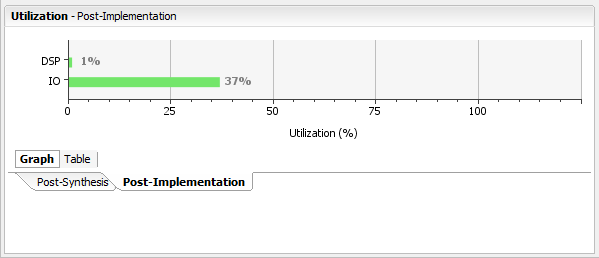 Utilization - Post-Implementation
DSP 1%
IO 37%
0 25 50 75 100
Utilization (%)
Graph Table
Post-Synthesis Post-Implementation